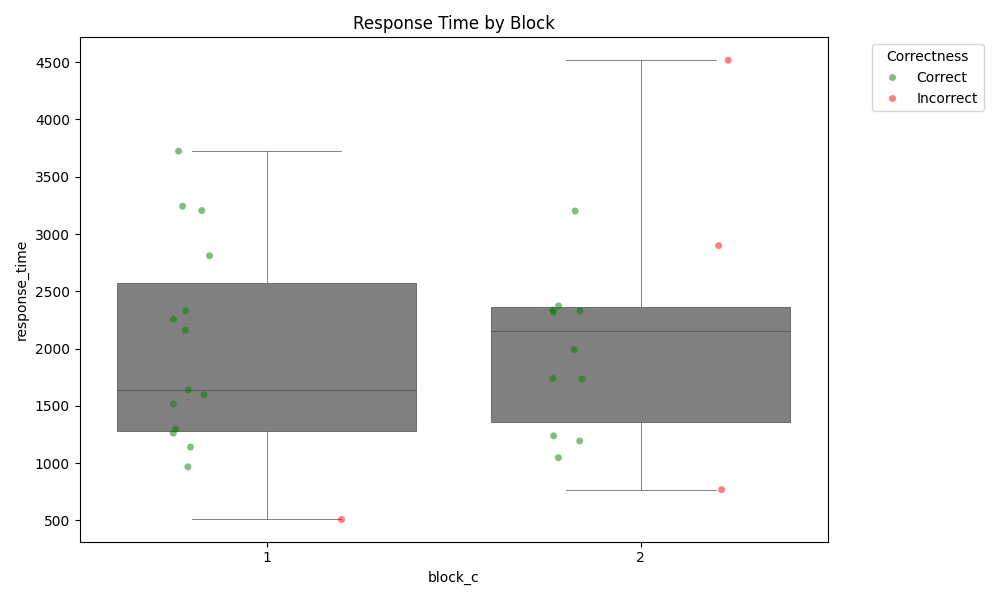 Response Time by Block
Correctness
Correct
Incorrect
response_time
4500
4000
3500
3000
2500
2000
1500
1000
500
1
2
block_c